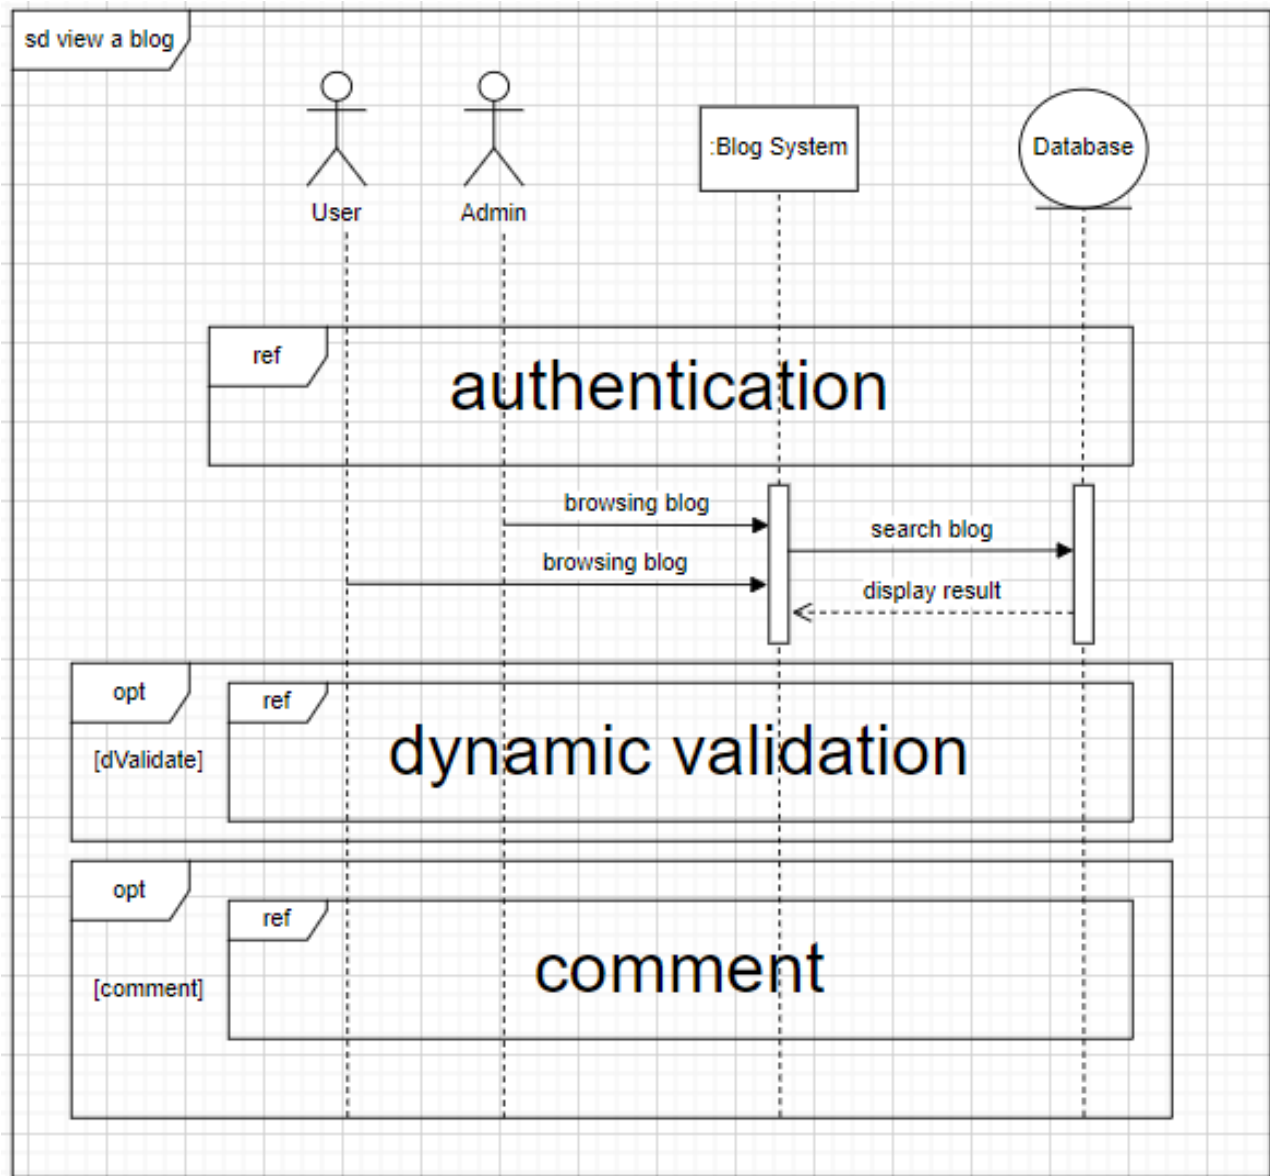 sd view a blog
User
Admin
:Blog System
Database
ref
authentication
browsing blog
search blog
browsing blog
display result
opt
ref
[dValidate]
dynamic validation
opt
ref
[comment]
comment